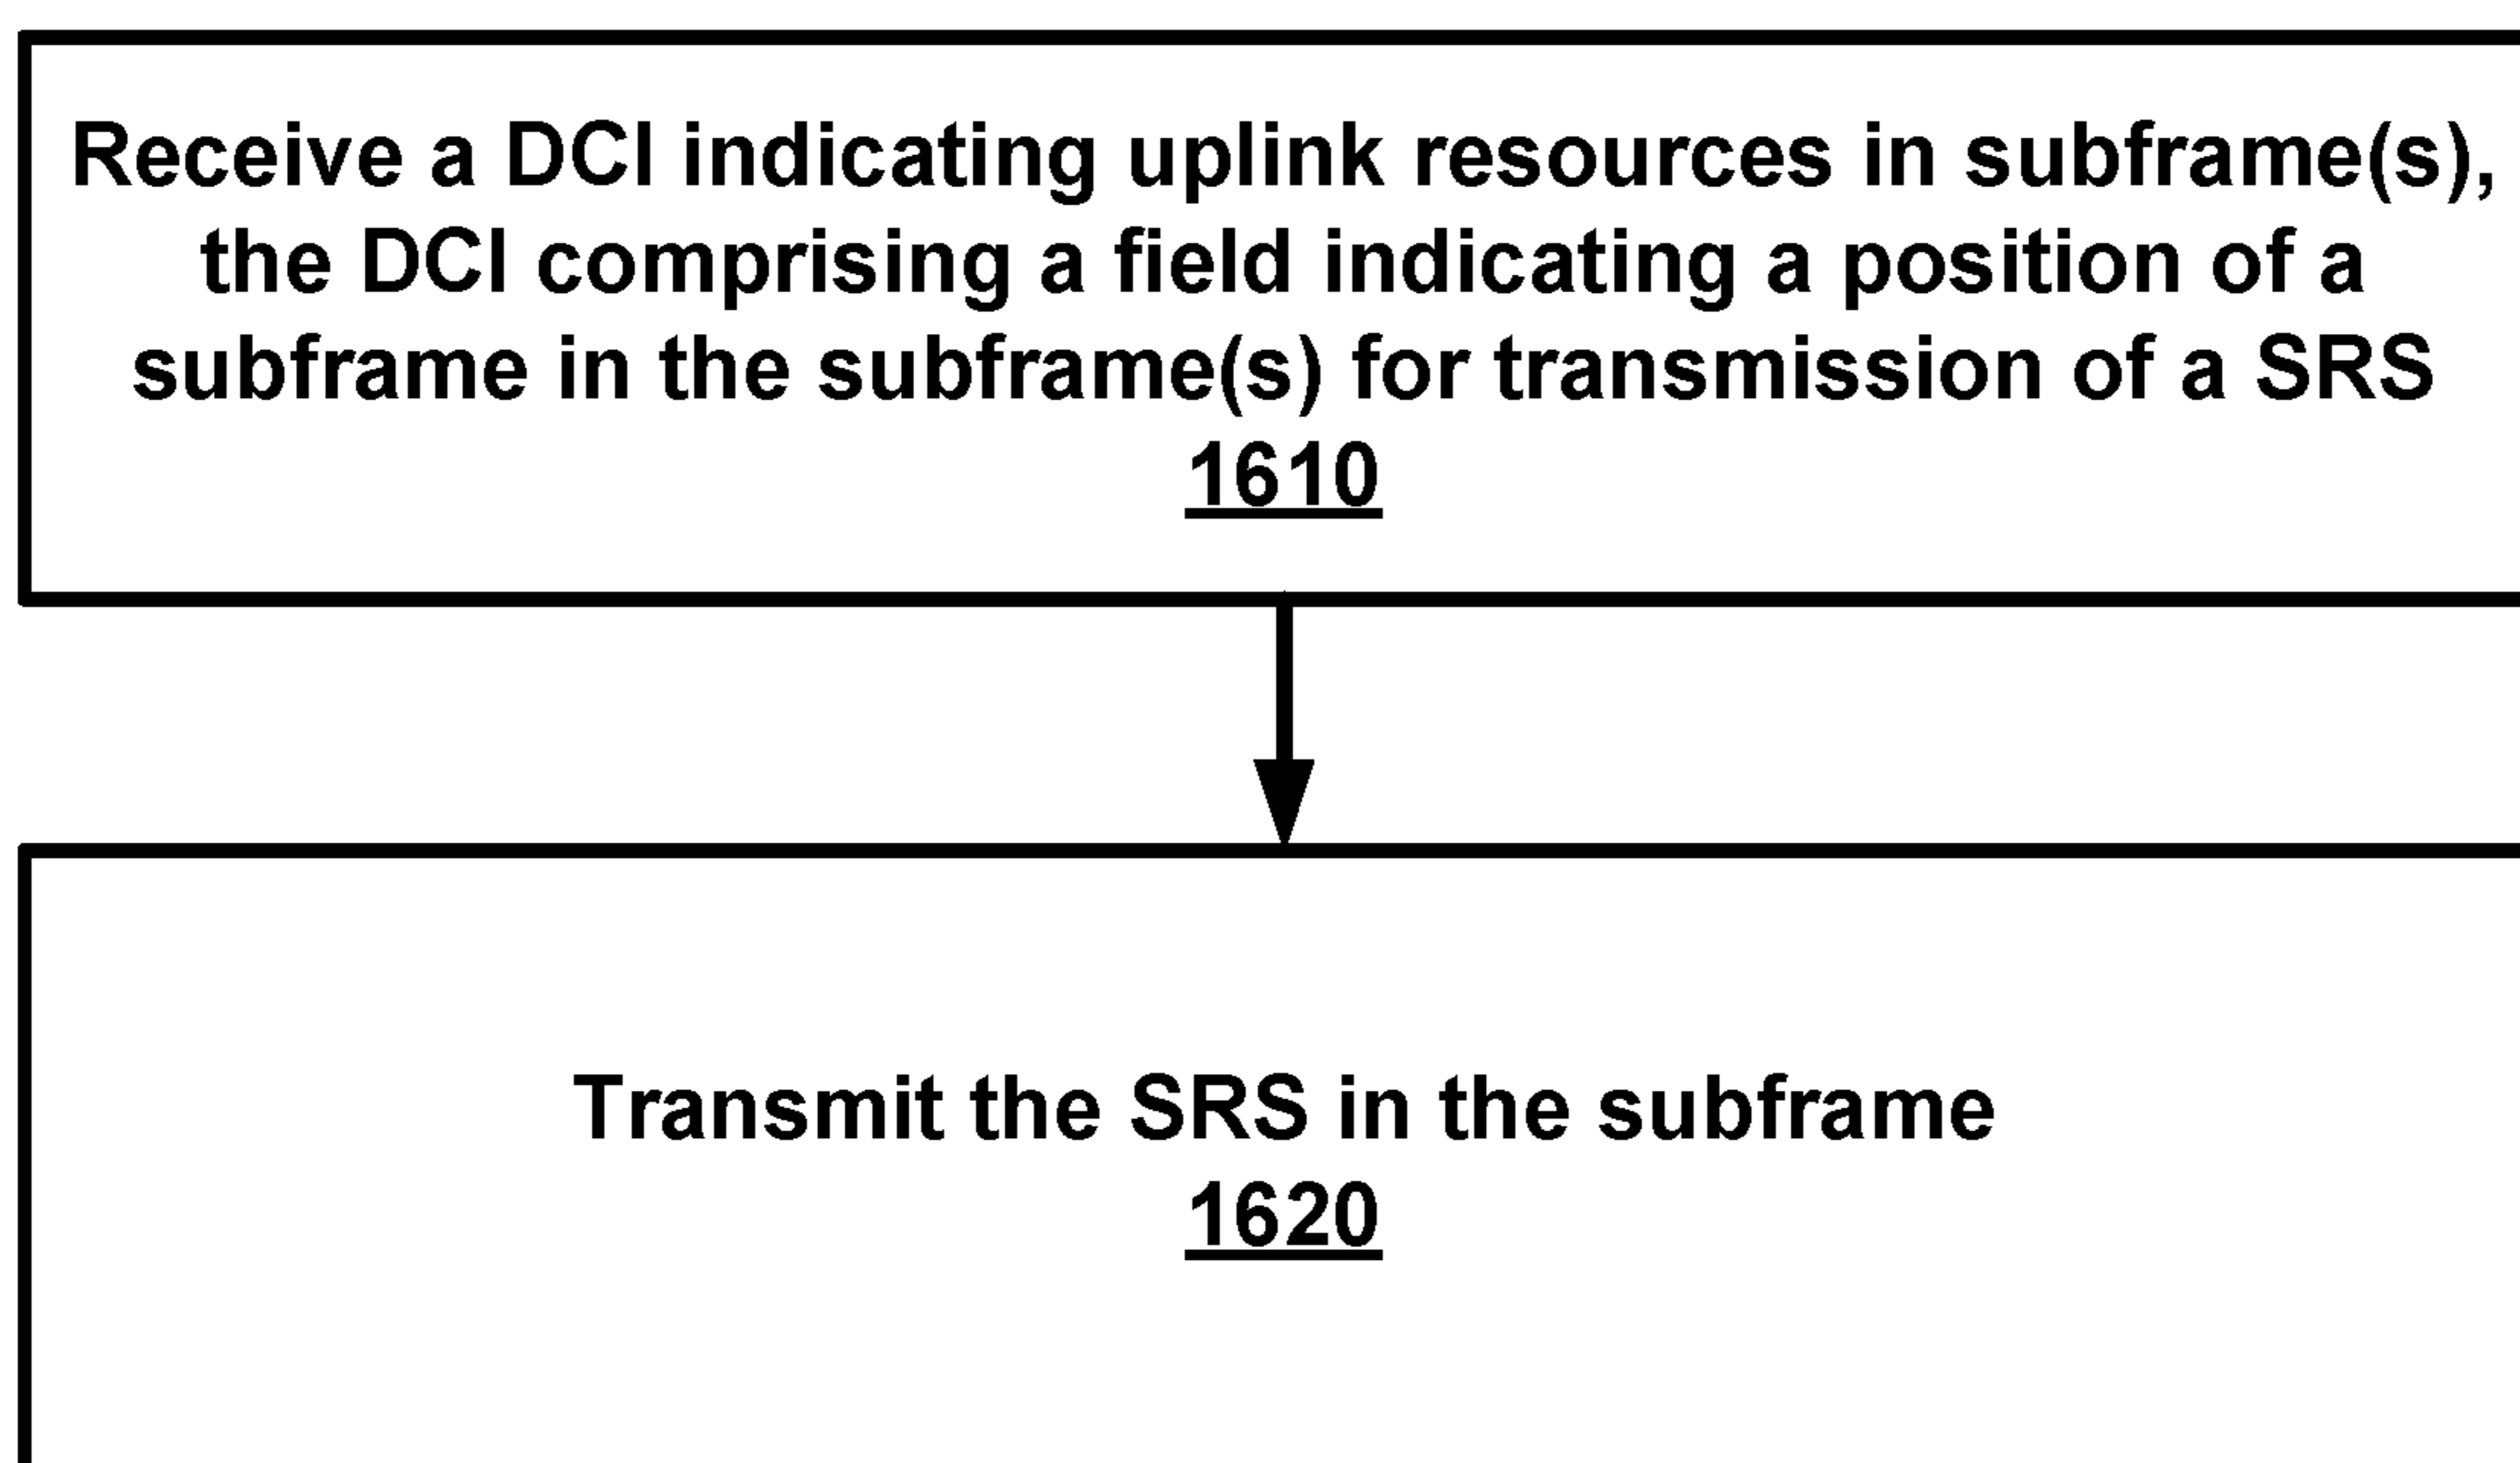 Receive a DCI indicating uplink resources in subframe(s),
the DCI comprising a field indicating a position of a
subframe in the subframe(s) for transmission of a SRS
1610
Transmit the SRS in the subframe
1620